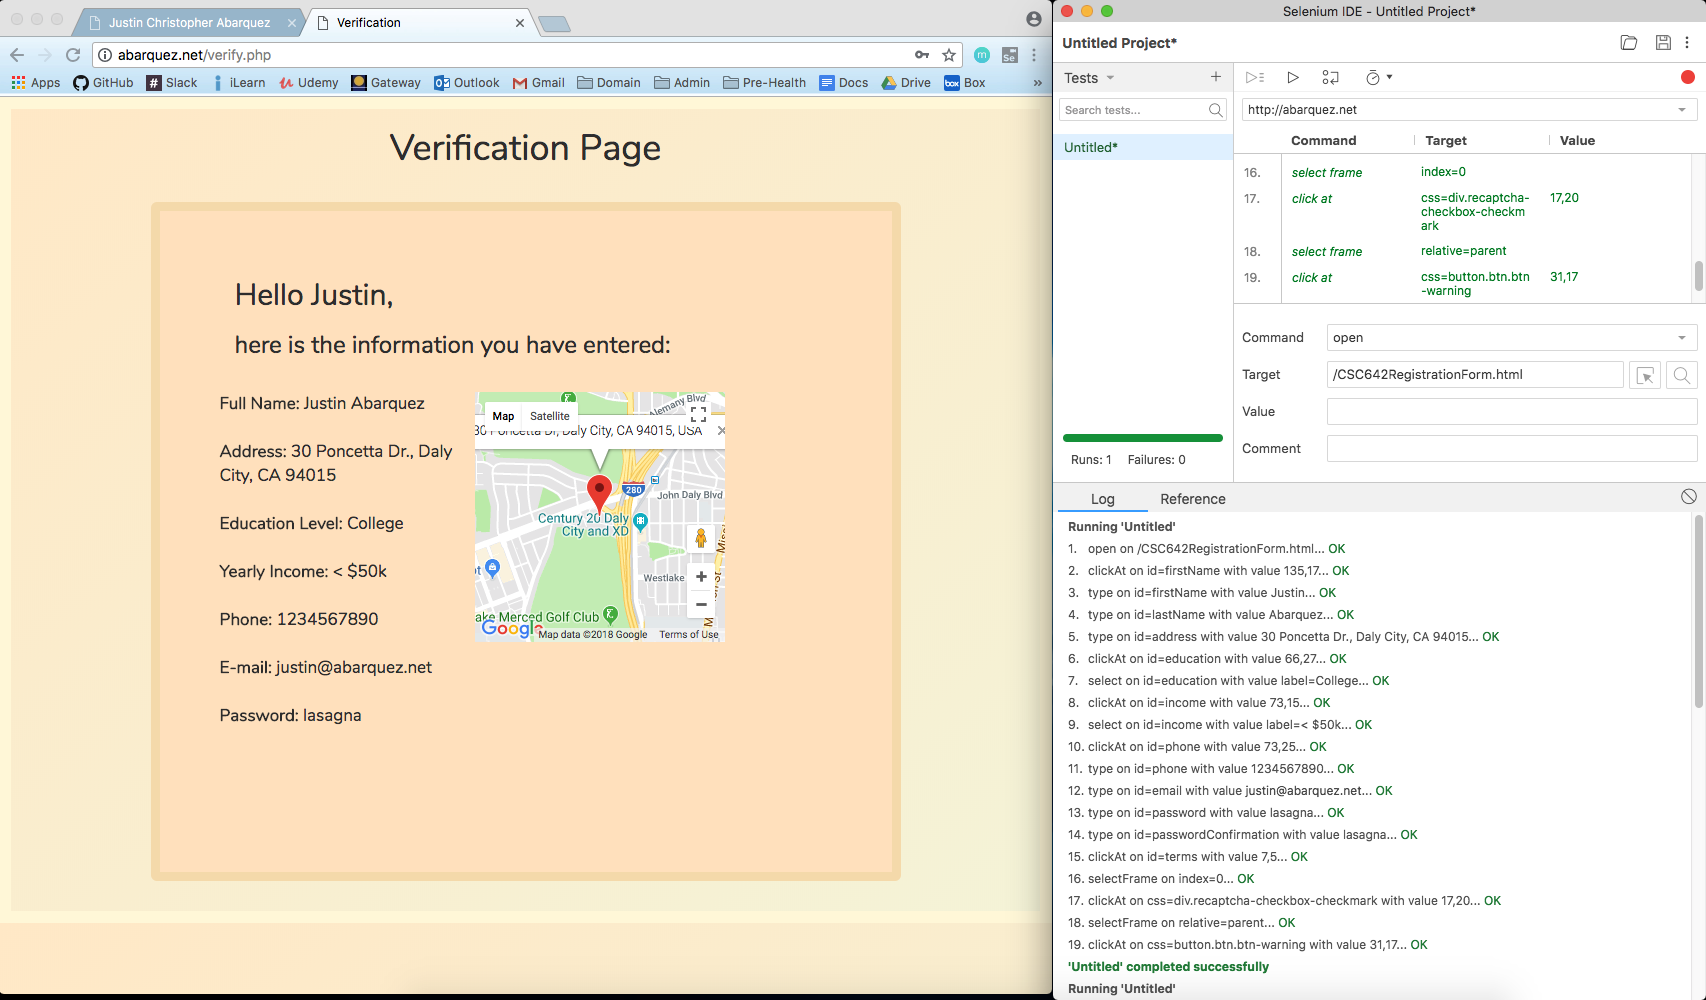 Justin Christopher Abarquez
Verification
abarquez.net/verify.php
m
Se
Apps
GitHub
Slack
iLearn
Udemy
Gateway
Outlook
Gmail
Domain
Admin
Pre-Health
Docs
Drive
box
Box
»
Verification Page
Hello Justin,
here is the information you have entered:
Full Name: Justin Abarquez
Address: 30 Poncetta Dr., Daly
City, CA 94015
Education Level: College
Yearly Income: < $50k
Phone: 1234567890
E-mail: justin@abarquez.net
Password: lasagna
Map
Satellite
Alemany Blvd
30 Poncetta Dr, Daly City, CA 94015, USA
280
John Daly Blvd
Century 20 Daly
City and XD
Westlake
ake Merced Golf Club
Google
Map data ©2018 Google
Terms of Use
Selenium IDE - Untitled Project*
Untitled Project*
Tests
+
Search tests...
http://abarquez.net
Untitled*
Command
Target
Value
16.
select frame
index=0
17.
click at
css=div.recaptcha-
checkbox-checkm
ark
17,20
18.
select frame
relative=parent
19.
click at
css=button.btn.btn
-warning
31,17
Command
open
Target
/CSC642RegistrationForm.html
Value
Comment
Runs: 1
Failures: 0
Log
Reference
Running 'Untitled'
1. open on /CSC642RegistrationForm.html... OK
2. clickAt on id=firstName with value 135,17... OK
3. type on id=firstName with value Justin... OK
4. type on id=lastName with value Abarquez... OK
5. type on id=address with value 30 Poncetta Dr., Daly City, CA 94015... OK
6. clickAt on id=education with value 66,27... OK
7. select on id=education with value label=College... OK
8. clickAt on id=income with value 73,15... OK
9. select on id=income with value label=< $50k... OK
10. clickAt on id=phone with value 73,25... OK
11. type on id=phone with value 1234567890... OK
12. type on id=email with value justin@abarquez.net... OK
13. type on id=password with value lasagna... OK
14. type on id=passwordConfirmation with value lasagna... OK
15. clickAt on id=terms with value 7,5... OK
16. selectFrame on index=0... OK
17. clickAt on css=div.recaptcha-checkbox-checkmark with value 17,20... OK
18. selectFrame on relative=parent... OK
19. clickAt on css=button.btn.btn-warning with value 31,17... OK
'Untitled' completed successfully
Running 'Untitled'